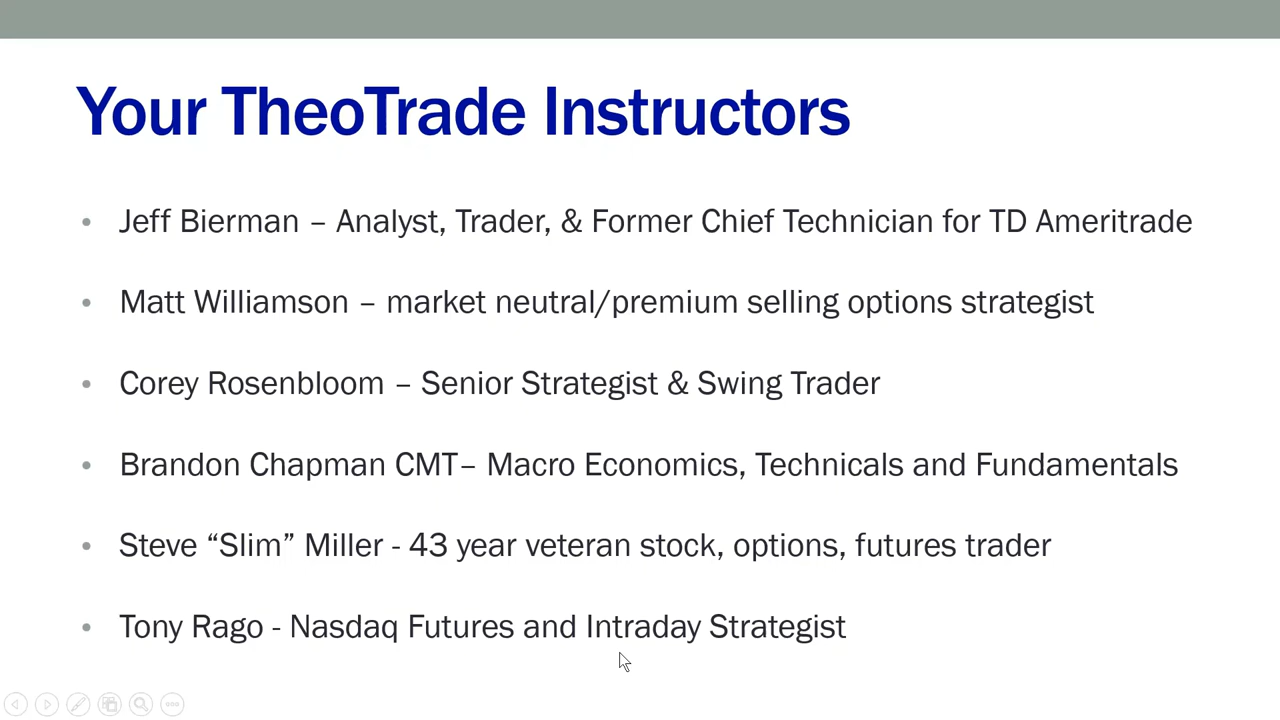 Your TheoTrade Instructors
• Jeff Bierman – Analyst, Trader, & Former Chief Technician for TD Ameritrade
• Matt Williamson – market neutral/premium selling options strategist
• Corey Rosenbloom – Senior Strategist & Swing Trader
• Brandon Chapman CMT– Macro Economics, Technicals and Fundamentals
• Steve “Slim” Miller - 43 year veteran stock, options, futures trader
• Tony Rago - Nasdaq Futures and Intraday Strategist